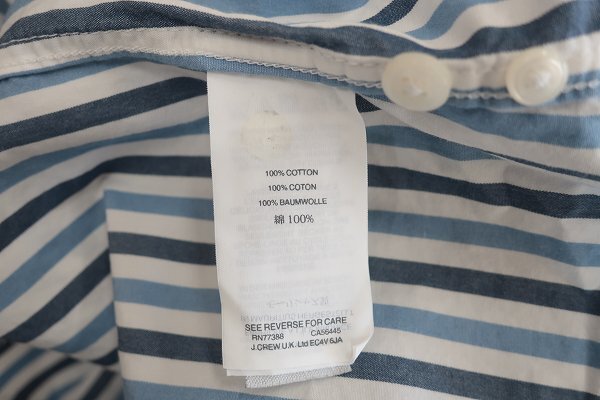 100% COTTON
100% COTON
100% BAUMWOLLE
綿 100%
SEE REVERSE FOR CARE
RN77388 CA56445
J.CREW U.K. Ltd EC4V 6JA